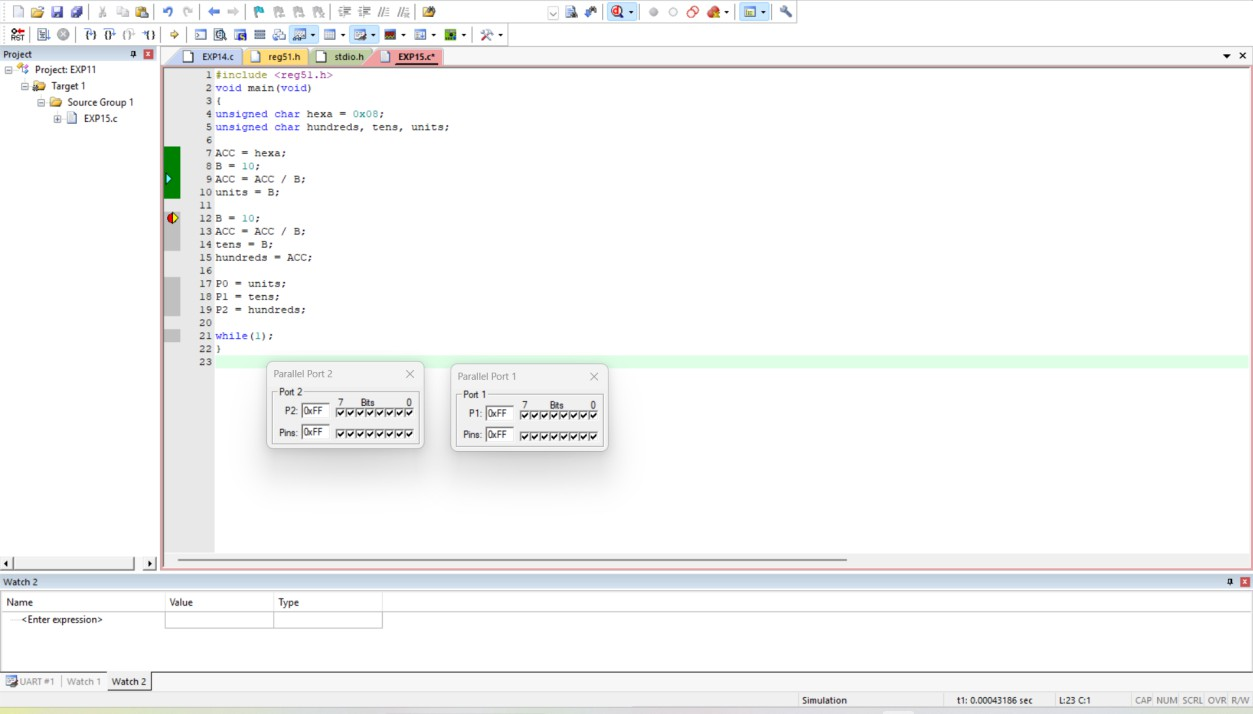 Project
EXP14.c
reg51.h
stdio.h
EXP15.c*
Project: EXP11
Target 1
Source Group 1
EXP15.c
1 #include <reg51.h>
2 void main(void)
3 {
4 unsigned char hexa = 0x08;
5 unsigned char hundreds, tens, units;
6
7 ACC = hexa;
8 B = 10;
9 ACC = ACC / B;
10 units = B;
11
12 B = 10;
13 ACC = ACC / B;
14 tens = B;
15 hundreds = ACC;
16
17 P0 = units;
18 P1 = tens;
19 P2 = hundreds;
20
21 while(1);
22 }
23
Parallel Port 2
Port 2
7 Bits 0
P2: 0xFF
Pins: 0xFF
Parallel Port 1
Port 1
7 Bits 0
P1: 0xFF
Pins: 0xFF
Watch 2
Name Value Type
<Enter expression>
UART #1 Watch 1 Watch 2
Simulation t1: 0.00043186 sec L:23 C:1 CAP NUM SCRL OVR R/W